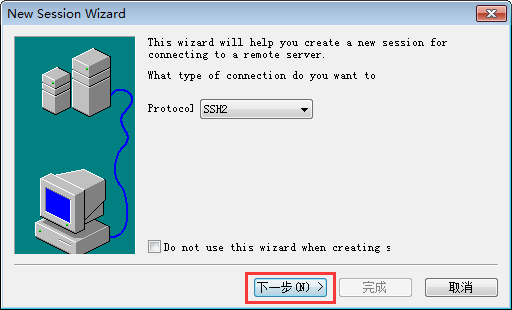 New Session Wizard
This wizard will help you create a new session for
connecting to a remote server.
What type of connection do you want to
Protocol SSH2
Do not use this wizard when creating s
下一步(N) > 完成 取消